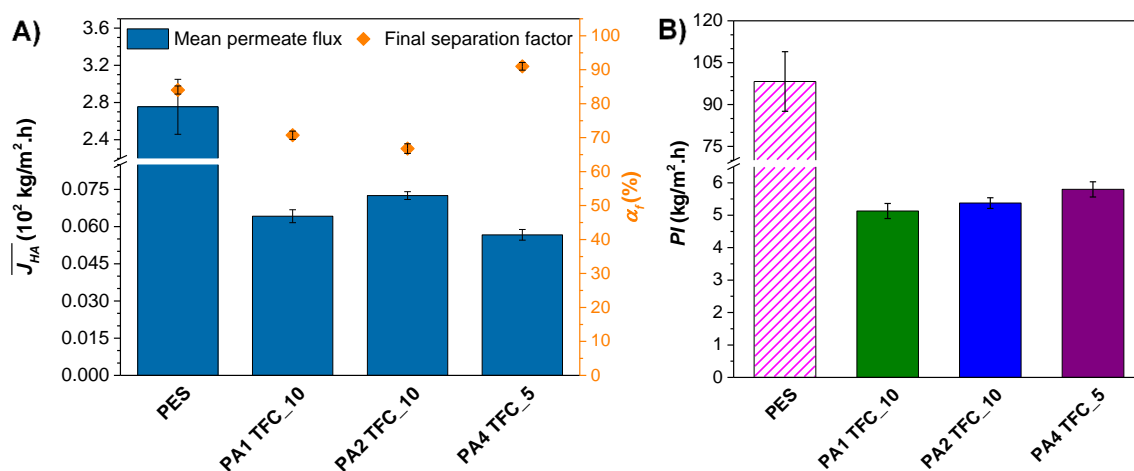 A)
Mean permeate flux
Final separation factor
3.6
3.2
2.8
2.4
0.075
0.060
0.045
0.030
0.015
0.000
J_HA (10² kg/m².h)
100
90
80
70
60
50
40
30
20
10
0
α_f (%)
PES
PA1 TFC_10
PA2 TFC_10
PA4 TFC_5
B)
120
105
90
75
8
6
5
4
3
2
1
0
PI (kg/m².h)
PES
PA1 TFC_10
PA2 TFC_10
PA4 TFC_5